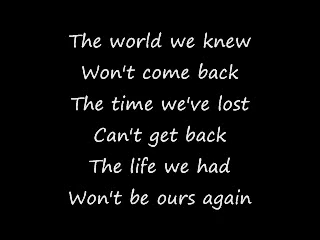 The world we knew
Won't come back
The time we've lost
Can't get back
The life we had
Won't be ours again